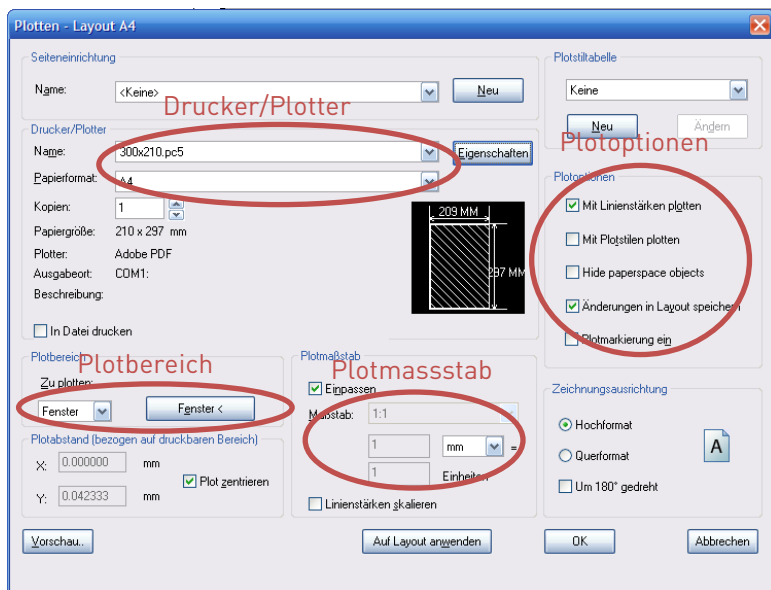 Plotten - Layout A4
Seiteneinrichtung
Name:
<Keine>
Neu
Plotstiltabelle
Keine
Neu
Ändern
Drucker/Plotter
Drucker/Plotter
Name:
300x210.pc5
Eigenschaften
Papierformat:
A4
Kopien:
1
Papiergröße: 210 x 297 mm
Plotter: Adobe PDF
Ausgabeort: COM1:
Beschreibung:
In Datei drucken
209 MM
297 MM
Plotoptionen
Plotoptionen
Mit Linienstärken plotten
Mit Plotstilen plotten
Hide paperspace objects
Änderungen in Layout speichern
Plotmarkierung ein
Plotbereich
Plotbereich
Zu plotten:
Fenster
Fenster <
Plotabstand (bezogen auf druckbaren Bereich)
X: 0.000000 mm
Y: 0.042333 mm
Plot zentrieren
Plotmaßstab
Plotmassstab
Einpassen
Maßstab: 1:1
1 mm =
1 Einheiten
Linienstärken skalieren
Zeichnungsausrichtung
Hochformat
Querformat
Um 180° gedreht
A
Vorschau..
Auf Layout anwenden
OK
Abbrechen